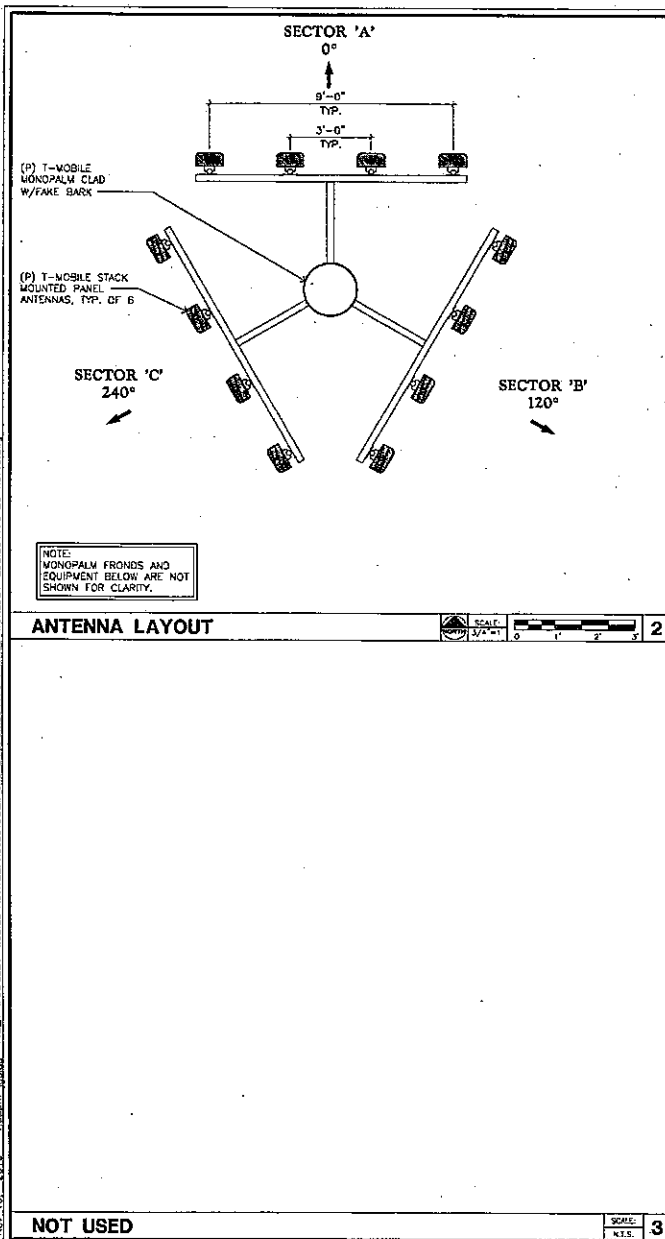 SECTOR 'A'
0°
9'-0"
TYP.
3'-0"
TYP.
(P) T-MOBILE
MONOPALM CLAD
W/FAKE BARK
(P) T-MOBILE STACK
MOUNTED PANEL
ANTENNAS, TYP. OF 6
SECTOR 'C'
240°
SECTOR 'B'
120°
NOTE:
MONOPALM FRONDS AND
EQUIPMENT BELOW ARE NOT
SHOWN FOR CLARITY.
ANTENNA LAYOUT
NORTH
SCALE:
3/4"=1'
0 1' 2' 3'
2
NOT USED
SCALE:
N.T.S.
3